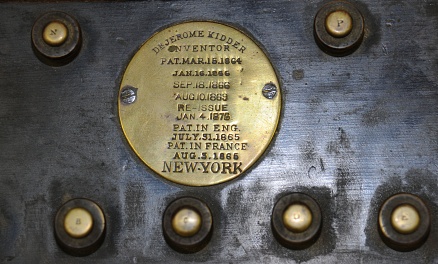 DR JEROME KIDDER
INVENTOR
PAT. MAR. 15. 1864
JAN. 16. 1866
SEP. 18. 1866
AUG. 10. 1869
RE-ISSUE
JAN. 4. 1873
PAT. IN ENG.
JULY. 31. 1865
PAT. IN FRANCE
AUG. 5. 1865
NEW-YORK